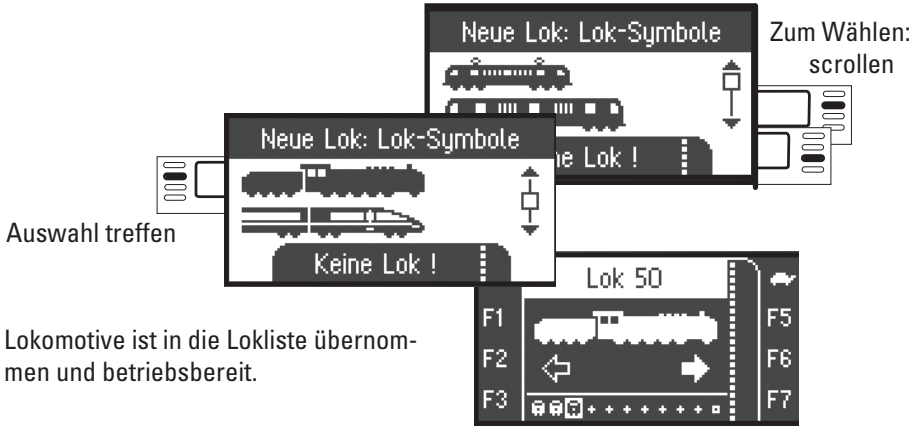 Neue Lok: Lok-Symbole
Zum Wählen:
scrollen
ne Lok !
Neue Lok: Lok-Symbole
Auswahl treffen
Keine Lok !
Lok 50
F1
F5
F2
F6
F3
F7
Lokomotive ist in die Lokliste übernom-
men und betriebsbereit.